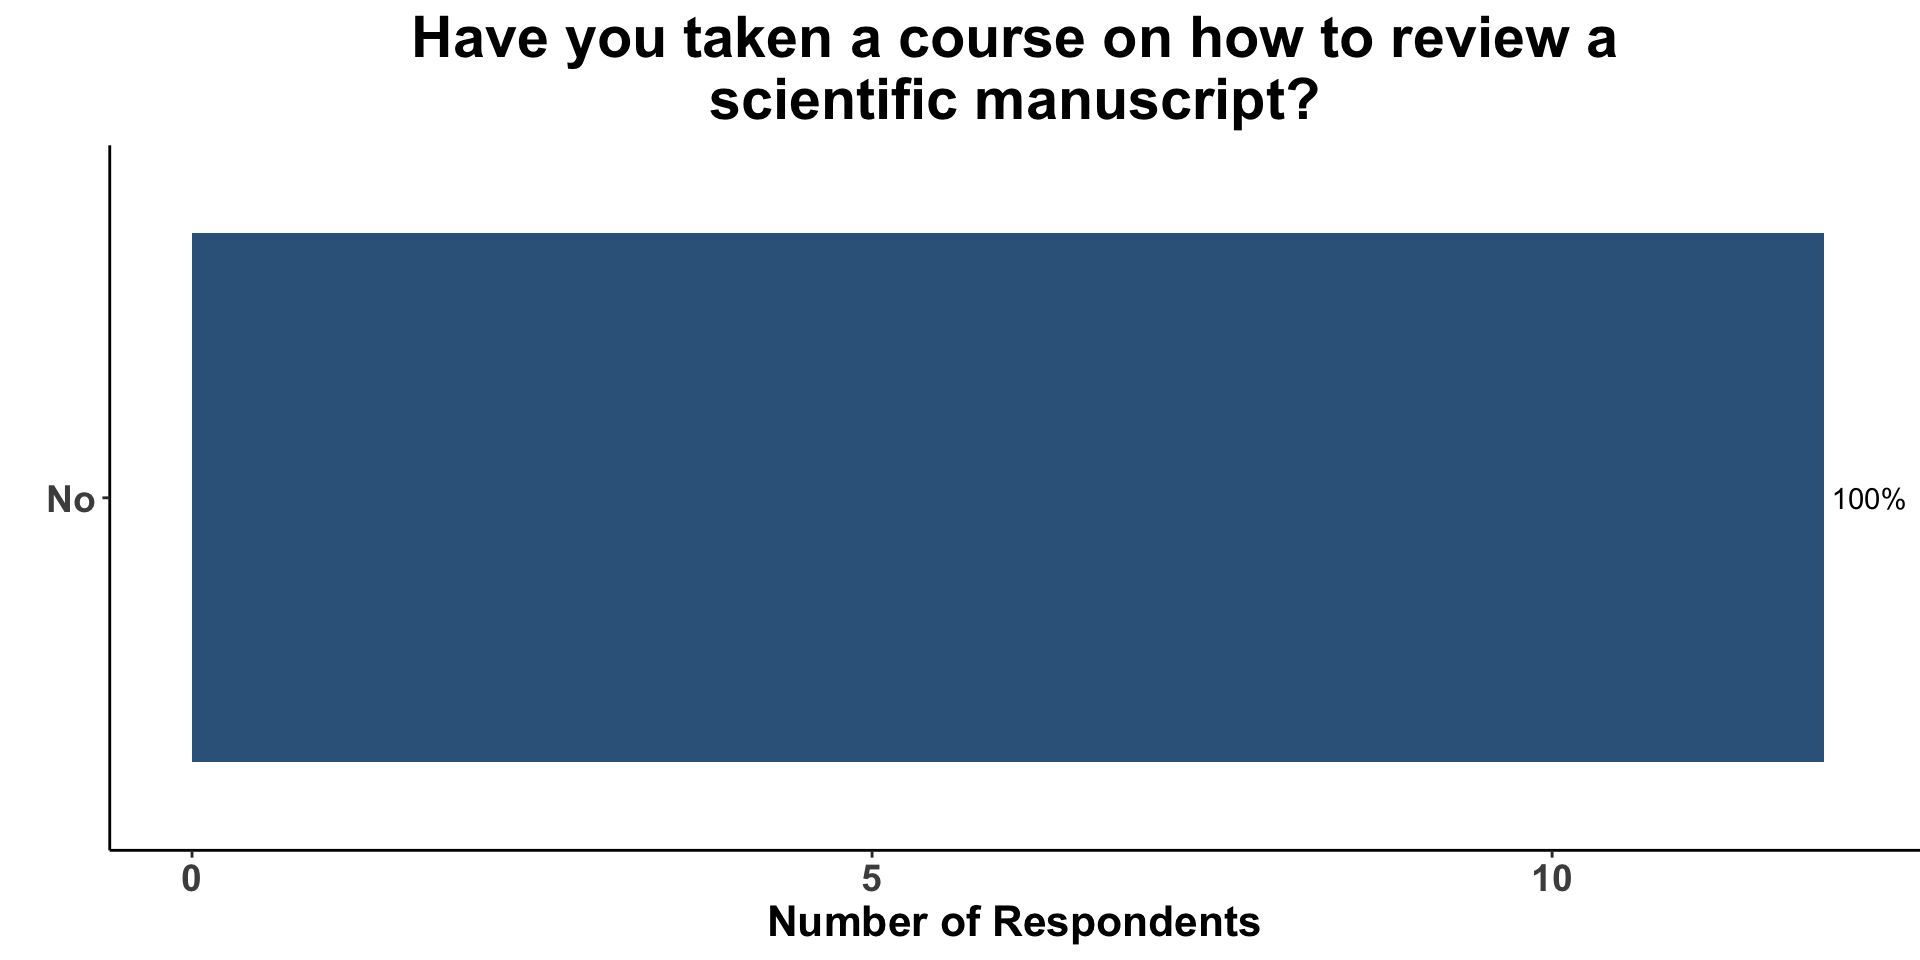 Have you taken a course on how to review a
scientific manuscript?
No
100%
0 5 10
Number of Respondents